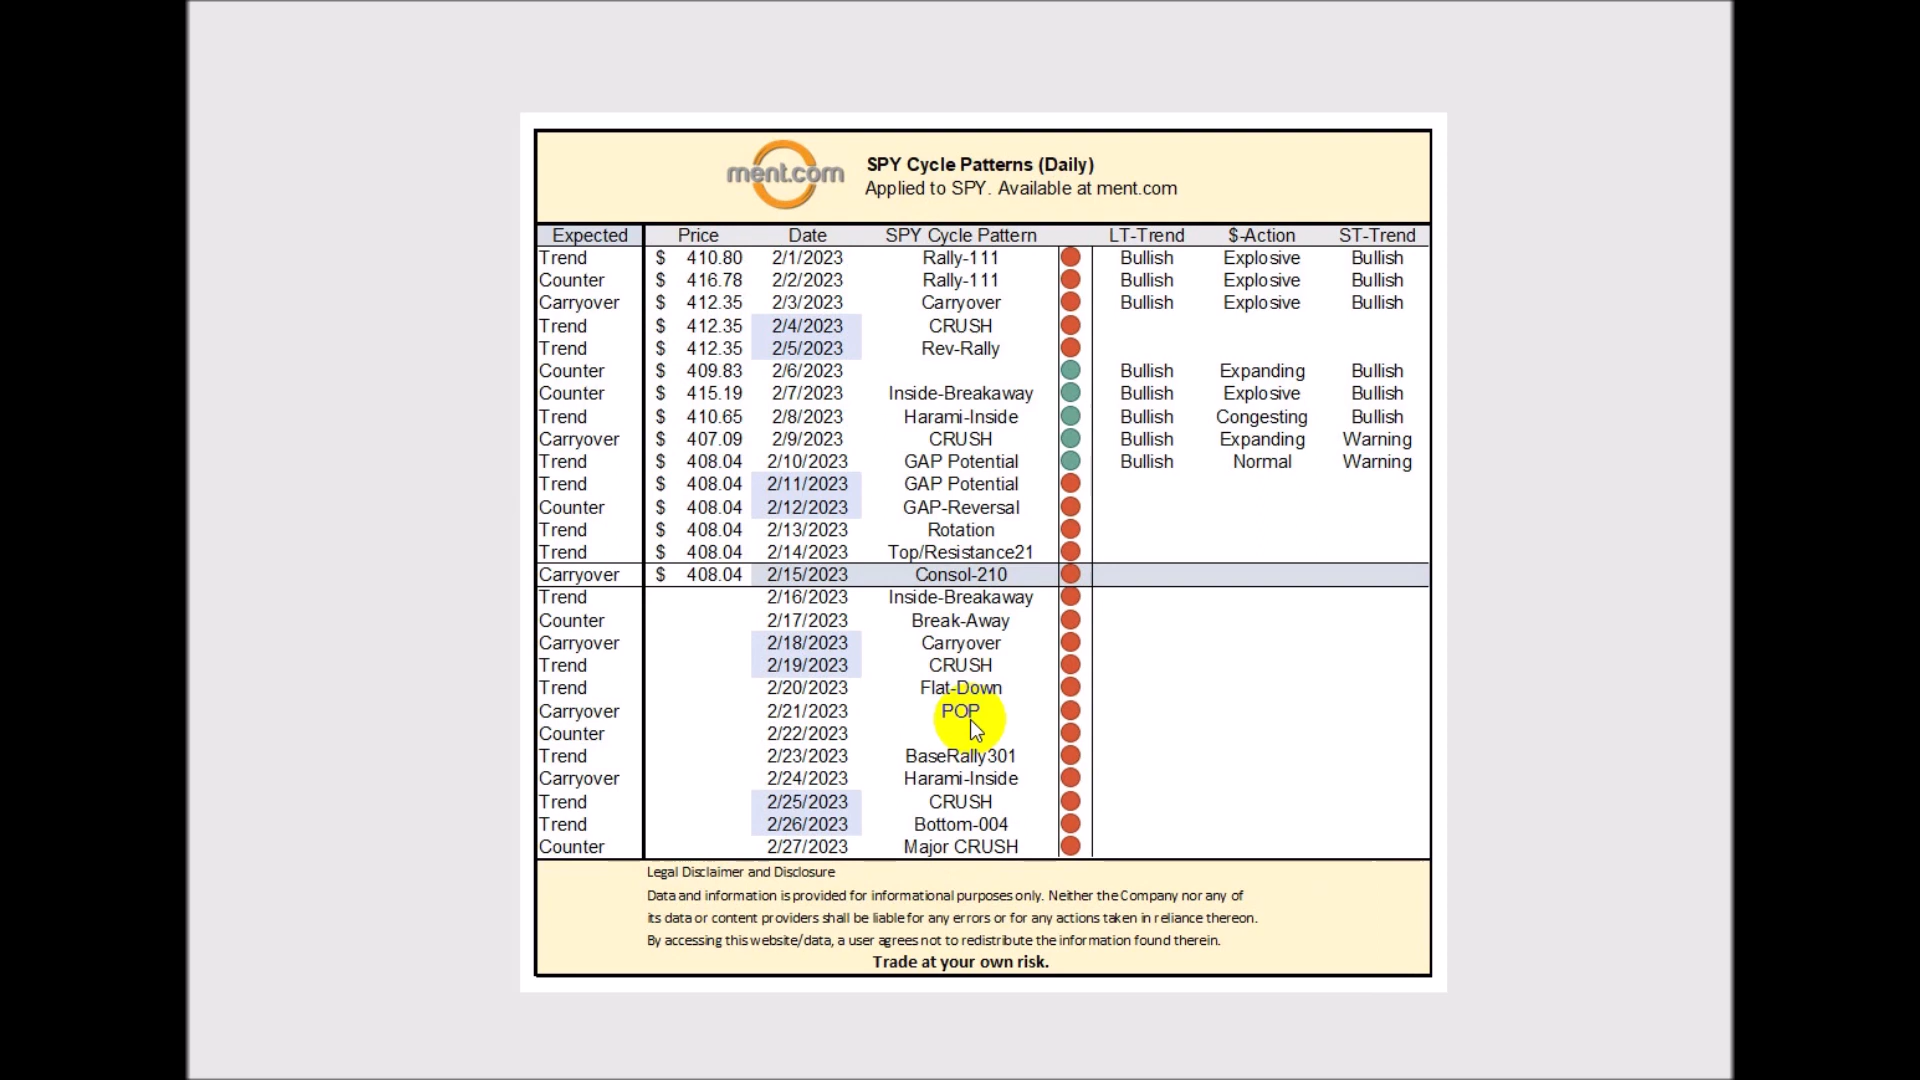 ment.com
SPY Cycle Patterns (Daily)
Applied to SPY. Available at ment.com
Expected Price Date SPY Cycle Pattern LT-Trend $-Action ST-Trend
Trend $ 410.80 2/1/2023 Rally-111 Bullish Explosive Bullish
Counter $ 416.78 2/2/2023 Rally-111 Bullish Explosive Bullish
Carryover $ 412.35 2/3/2023 Carryover Bullish Explosive Bullish
Trend $ 412.35 2/4/2023 CRUSH
Trend $ 412.35 2/5/2023 Rev-Rally
Counter $ 409.83 2/6/2023 Bullish Expanding Bullish
Counter $ 415.19 2/7/2023 Inside-Breakaway Bullish Explosive Bullish
Trend $ 410.65 2/8/2023 Harami-Inside Bullish Congesting Bullish
Carryover $ 407.09 2/9/2023 CRUSH Bullish Expanding Warning
Trend $ 408.04 2/10/2023 GAP Potential Bullish Normal Warning
Trend $ 408.04 2/11/2023 GAP Potential
Counter $ 408.04 2/12/2023 GAP-Reversal
Trend $ 408.04 2/13/2023 Rotation
Trend $ 408.04 2/14/2023 Top/Resistance21
Carryover $ 408.04 2/15/2023 Consol-210
Trend 2/16/2023 Inside-Breakaway
Counter 2/17/2023 Break-Away
Carryover 2/18/2023 Carryover
Trend 2/19/2023 CRUSH
Trend 2/20/2023 Flat-Down
Carryover 2/21/2023 POP
Counter 2/22/2023
Trend 2/23/2023 BaseRally301
Carryover 2/24/2023 Harami-Inside
Trend 2/25/2023 CRUSH
Trend 2/26/2023 Bottom-004
Counter 2/27/2023 Major CRUSH
Legal Disclaimer and Disclosure
Data and information is provided for informational purposes only. Neither the Company nor any of
its data or content providers shall be liable for any errors or for any actions taken in reliance thereon.
By accessing this website/data, a user agrees not to redistribute the information found therein.
Trade at your own risk.